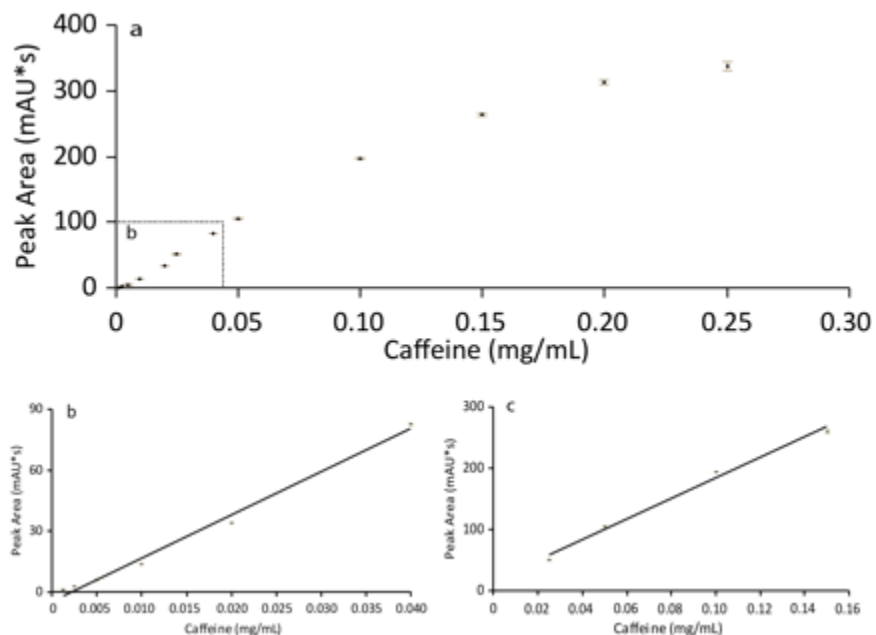 a
400
300
200
100
0
Peak Area (mAU*s)
b
0 0.05 0.10 0.15 0.20 0.25 0.30
Caffeine (mg/mL)
b
90
60
30
0
Peak Area (mAU*s)
0 0.005 0.010 0.015 0.020 0.025 0.030 0.035 0.040
Caffeine (mg/mL)
c
300
200
100
0
Peak Area (mAU*s)
0 0.02 0.04 0.06 0.08 0.10 0.12 0.14 0.16
Caffeine (mg/mL)